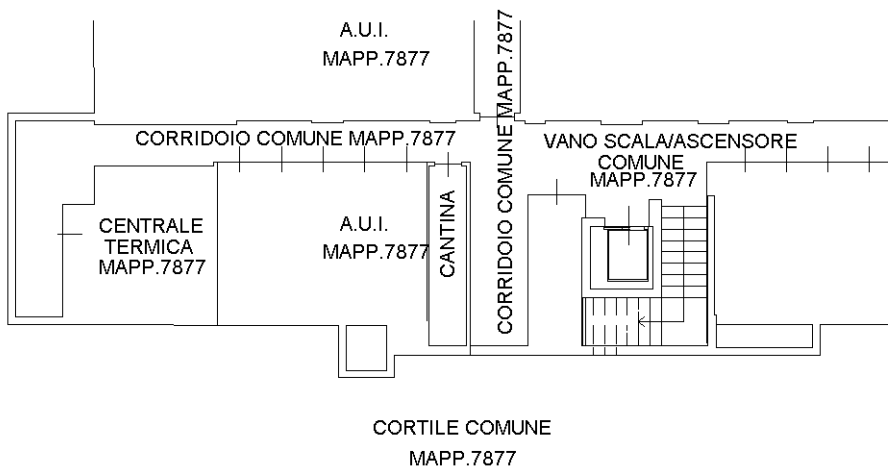 A.U.I.
MAPP.7877
CORRIDOIO COMUNE MAPP.7877
CORRIDOIO COMUNE MAPP.7877
VANO SCALA/ASCENSORE
COMUNE
MAPP.7877
CENTRALE
TERMICA
MAPP.7877
A.U.I.
MAPP.7877
CANTINA
CORTILE COMUNE
MAPP.7877